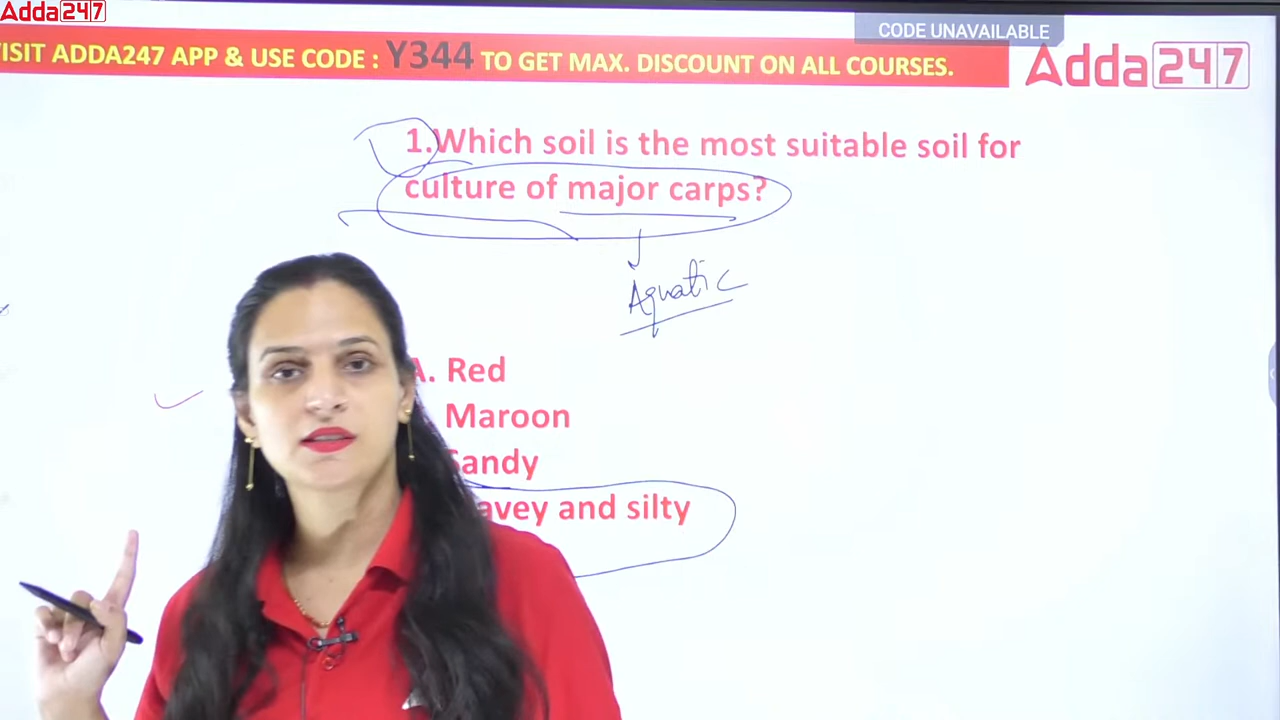 Adda247
CODE UNAVAILABLE
VISIT ADDA247 APP & USE CODE : Y344 TO GET MAX. DISCOUNT ON ALL COURSES.
Adda247
1.Which soil is the most suitable soil for
culture of major carps?
Aquatic
A. Red
Maroon
Sandy
avey and silty